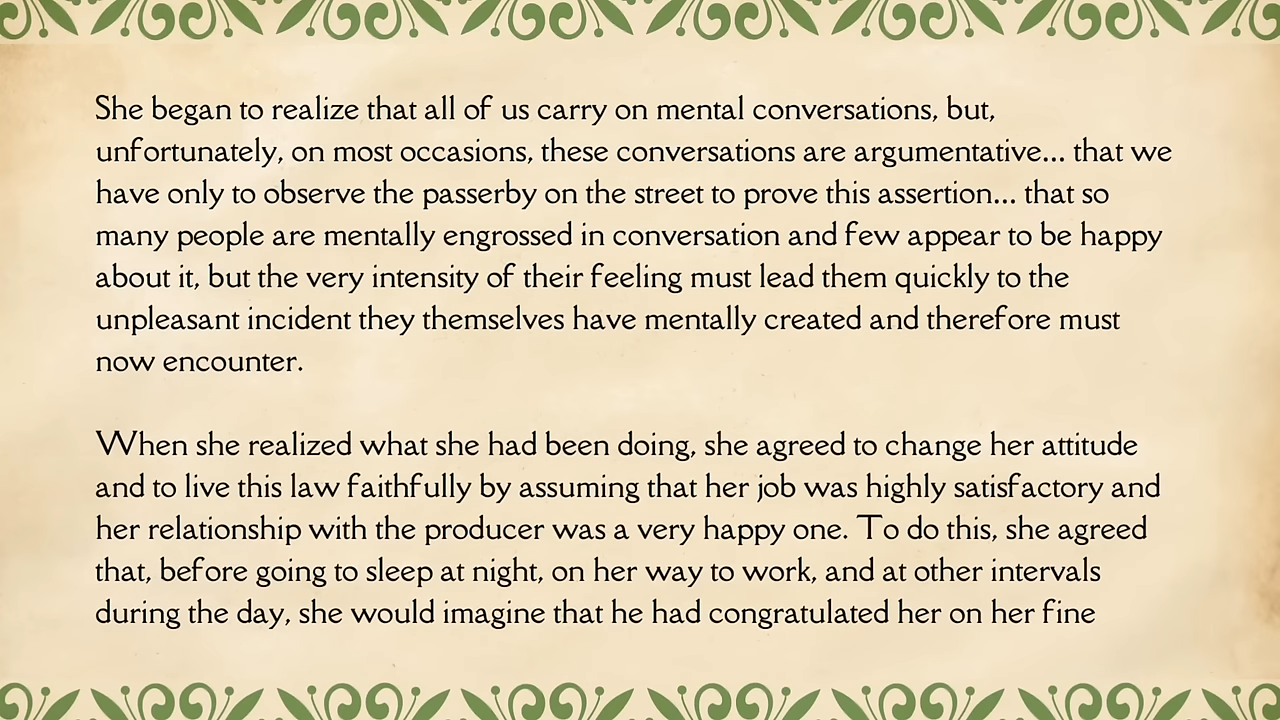 She began to realize that all of us carry on mental conversations, but,
unfortunately, on most occasions, these conversations are argumentative... that we
have only to observe the passerby on the street to prove this assertion... that so
many people are mentally engrossed in conversation and few appear to be happy
about it, but the very intensity of their feeling must lead them quickly to the
unpleasant incident they themselves have mentally created and therefore must
now encounter.
When she realized what she had been doing, she agreed to change her attitude
and to live this law faithfully by assuming that her job was highly satisfactory and
her relationship with the producer was a very happy one. To do this, she agreed
that, before going to sleep at night, on her way to work, and at other intervals
during the day, she would imagine that he had congratulated her on her fine